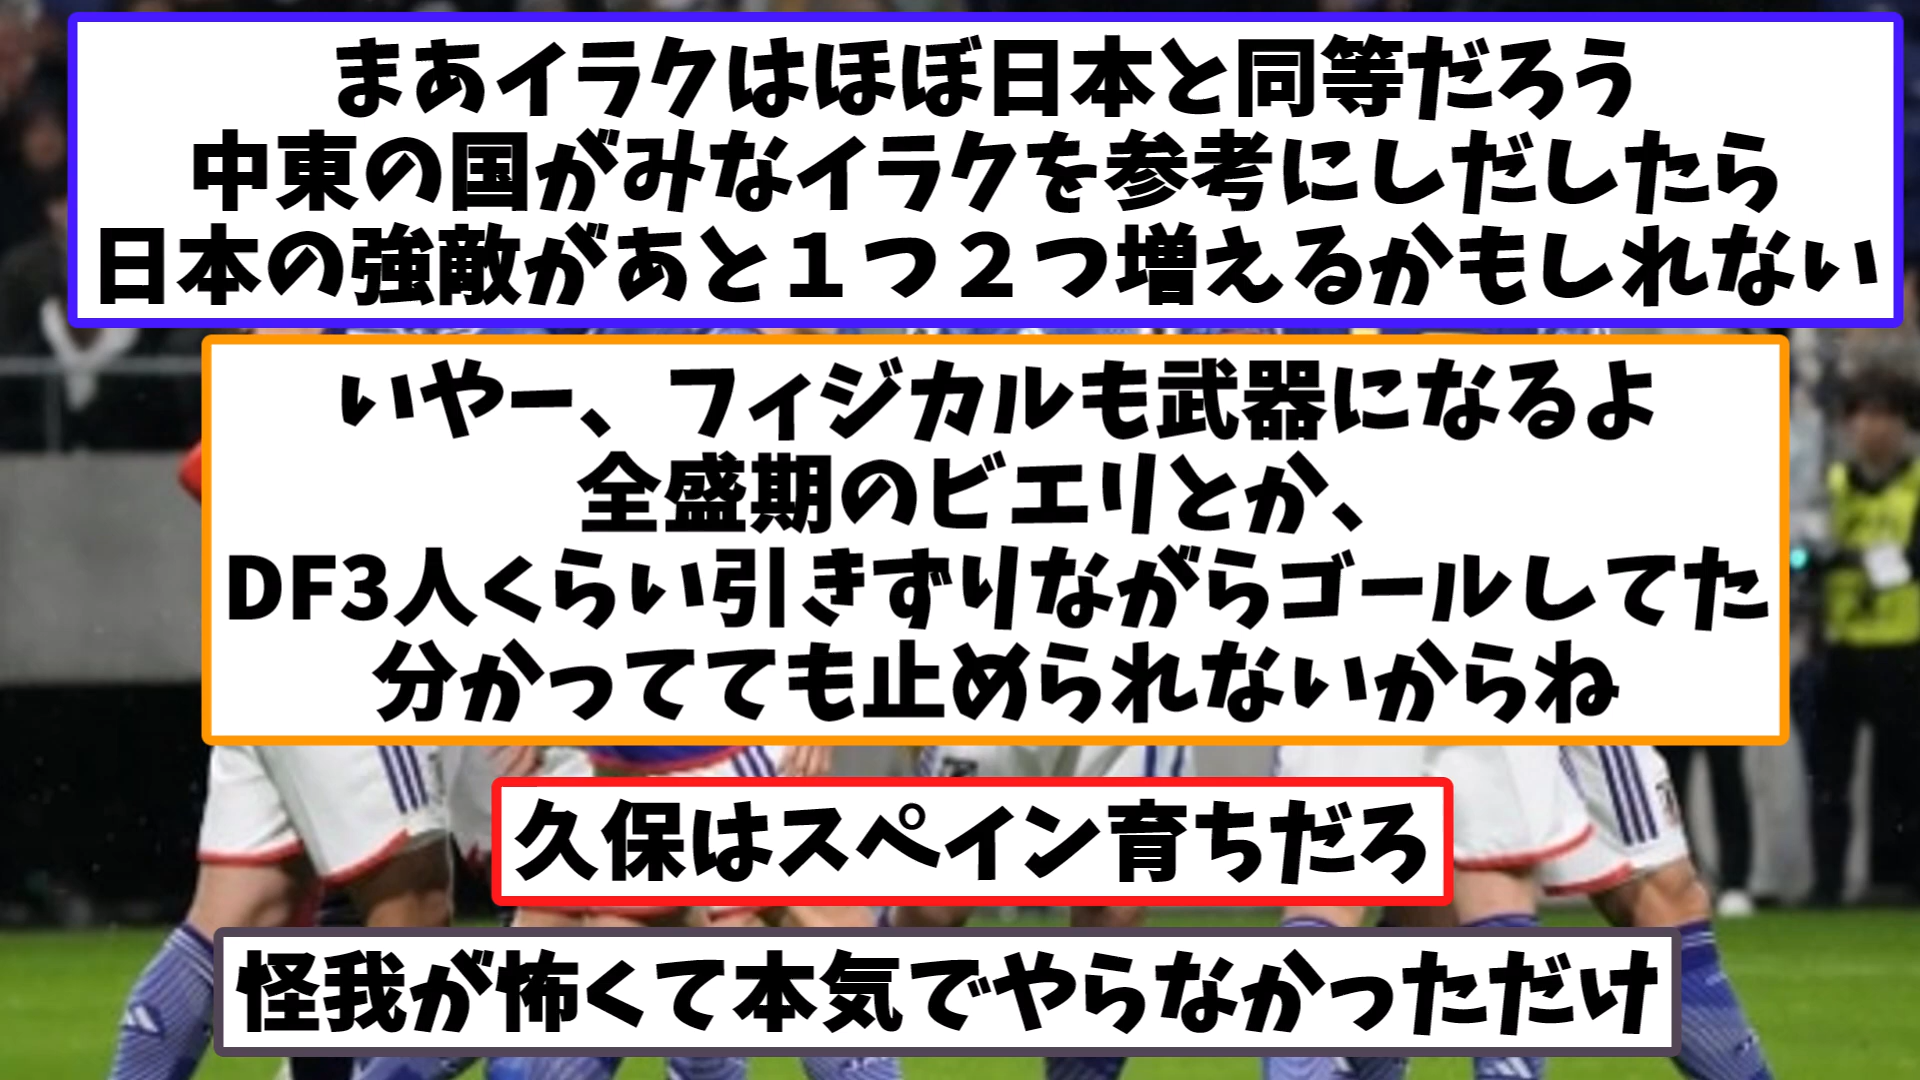 まあイラクはほぼ日本と同等だろう
中東の国がみなイラクを参考にしだしたら
日本の強敵があと１つ２つ増えるかもしれない
いやー、フィジカルも武器になるよ
全盛期のビエリとか、
DF3人くらい引きずりながらゴールしてた
分かってても止められないからね
久保はスペイン育ちだろ
怪我が怖くて本気でやらなかっただけ